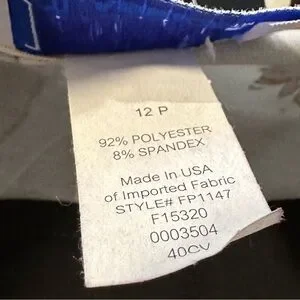 12 P
92% POLYESTER
8% SPANDEX
Made In USA
of Imported Fabric
STYLE# FP1147
F15320
0003504
40CV